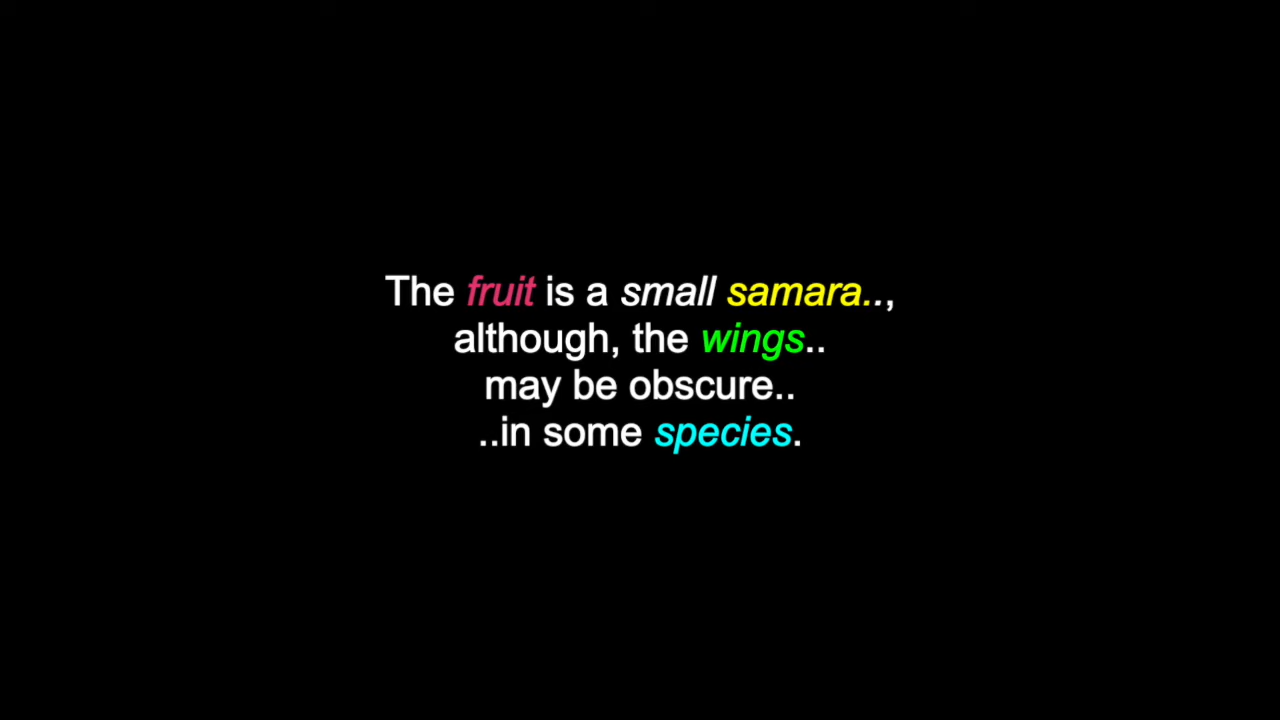 The fruit is a small samara..,
although, the wings..
may be obscure..
..in some species.